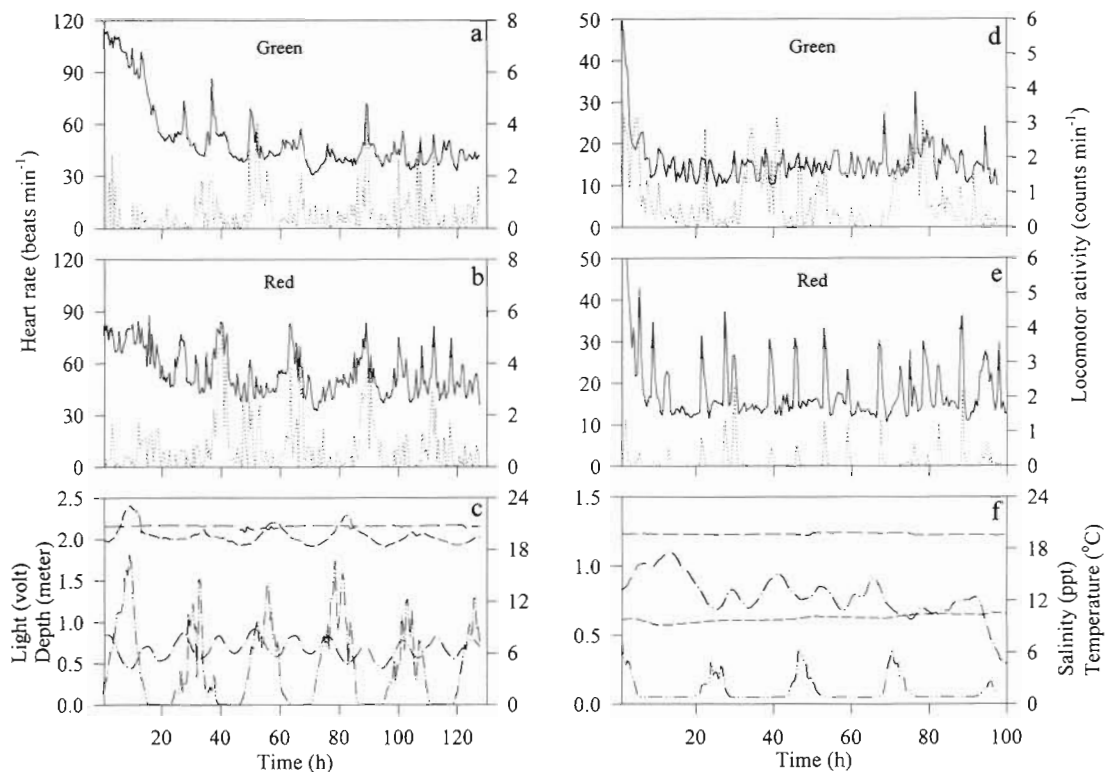 120 90 60 30 0
a
Green
8 6 4 2 0
50 40 30 20 10 0
d
Green
6 5 4 3 2 1 0
Heart rate (beats min⁻¹)
Locomotor activity (counts min⁻¹)
120 90 60 30 0
b
Red
8 6 4 2 0
50 40 30 20 10 0
e
Red
6 5 4 3 2 1 0
Light (volt)
Depth (meter)
2.5 2.0 1.5 1.0 0.5 0.0
c
24 18 12 6 0
1.5 1.0 0.5 0.0
f
24 18 12 6 0
Salinity (ppt)
Temperature (°C)
20 40 60 80 100 120
Time (h)
20 40 60 80 100
Time (h)